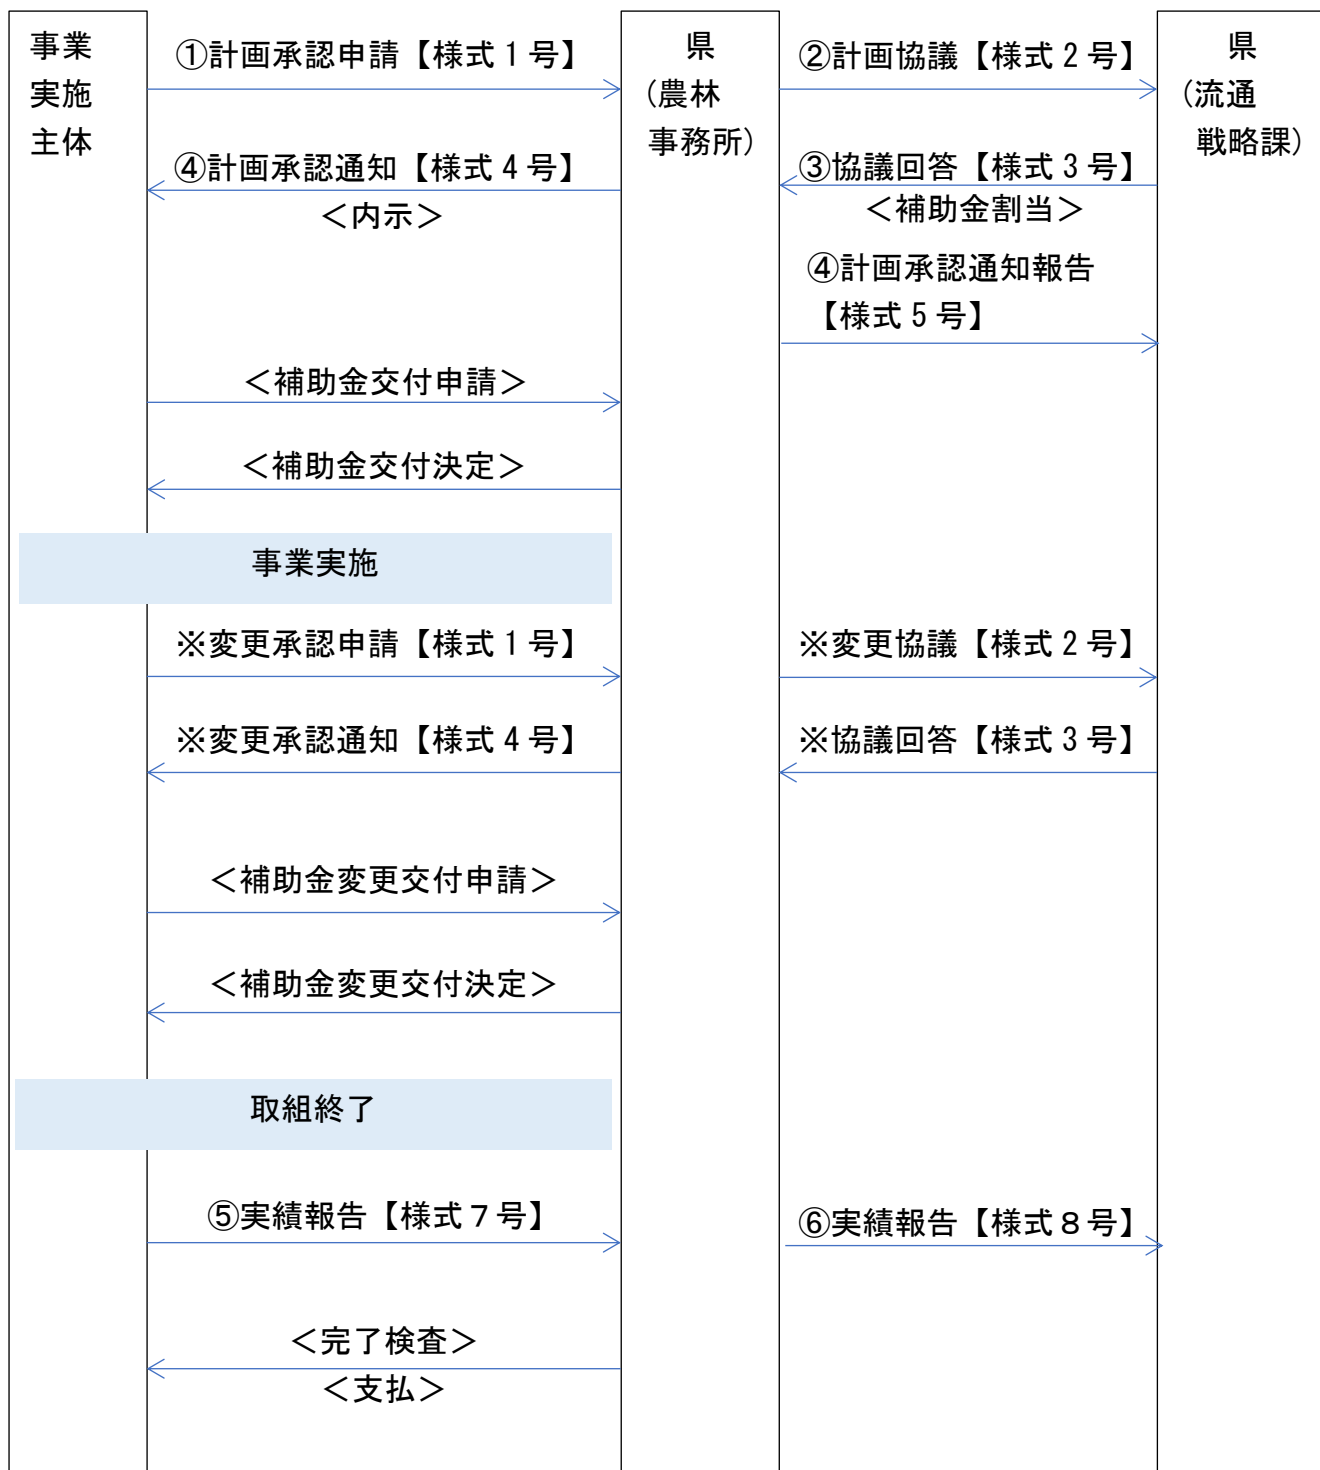 事業
実施
主体
県
(農林
事務所)
県
(流通
戦略課)
①計画承認申請【様式1号】
②計画協議【様式2号】
③協議回答【様式3号】
＜補助金割当＞
④計画承認通知【様式4号】
＜内示＞
④計画承認通知報告
【様式5号】
＜補助金交付申請＞
＜補助金交付決定＞
事業実施
※変更承認申請【様式1号】
※変更協議【様式2号】
※変更承認通知【様式4号】
※協議回答【様式3号】
＜補助金変更交付申請＞
＜補助金変更交付決定＞
取組終了
⑤実績報告【様式７号】
⑥実績報告【様式８号】
＜完了検査＞
＜支払＞